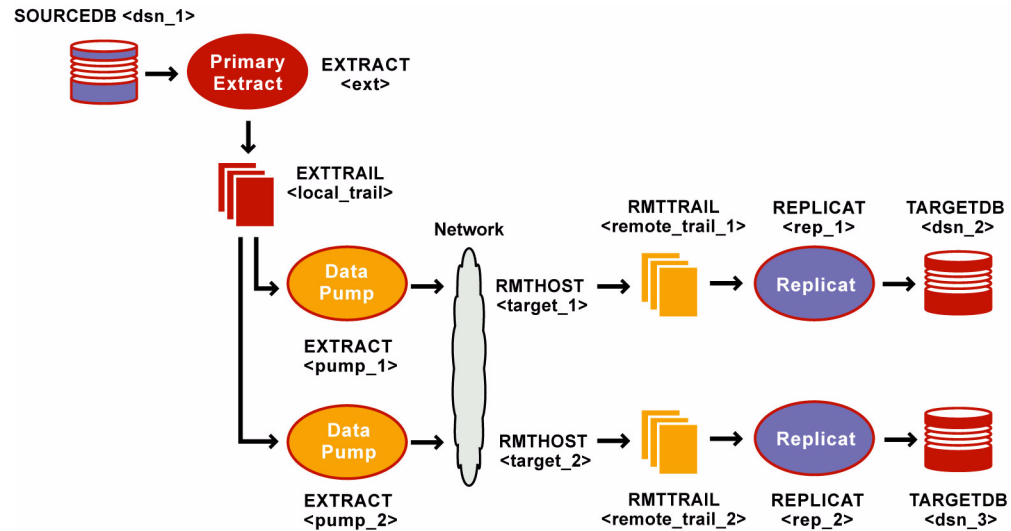 SOURCEDB <dsn_1>
Primary
Extract
EXTRACT
<ext>
EXTTRAIL
<local_trail>
Network
Data
Pump
EXTRACT
<pump_1>
RMTHOST
<target_1>
RMTTRAIL
<remote_trail_1>
REPLICAT
<rep_1>
Replicat
TARGETDB
<dsn_2>
Data
Pump
EXTRACT
<pump_2>
RMTHOST
<target_2>
RMTTRAIL
<remote_trail_2>
Replicat
REPLICAT
<rep_2>
TARGETDB
<dsn_3>